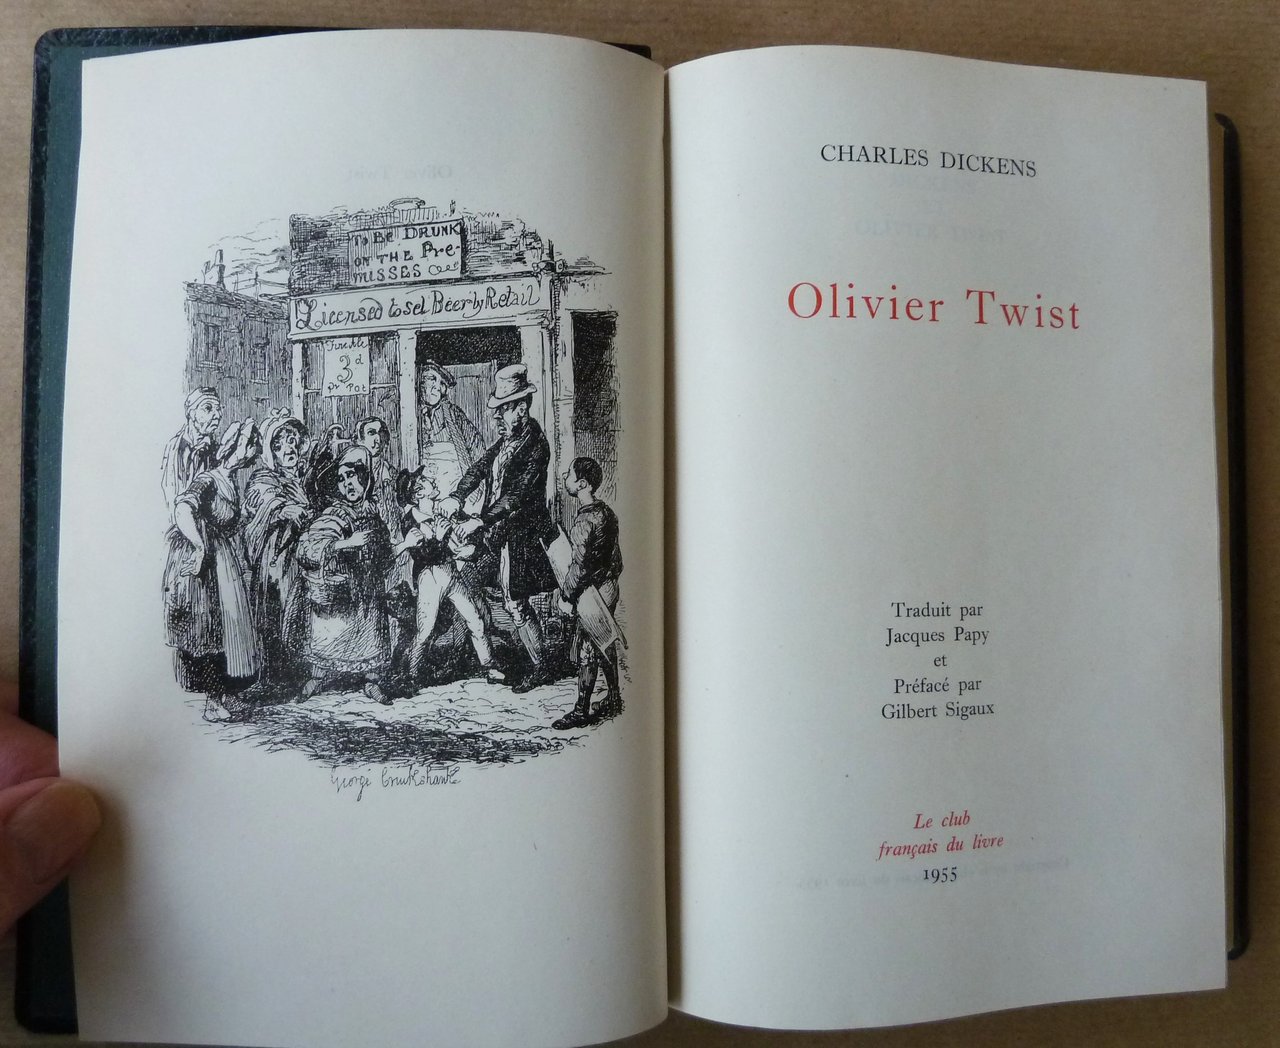 TO BE DRUNK
ON THE Pre-
MISSES
Licensed to sel Beer by Retail
3
d
Pr Pot
George Cruikshank
CHARLES DICKENS
Olivier Twist
Traduit par
Jacques Papy
et
Préfacé par
Gilbert Sigaux
Le club
français du livre
1955